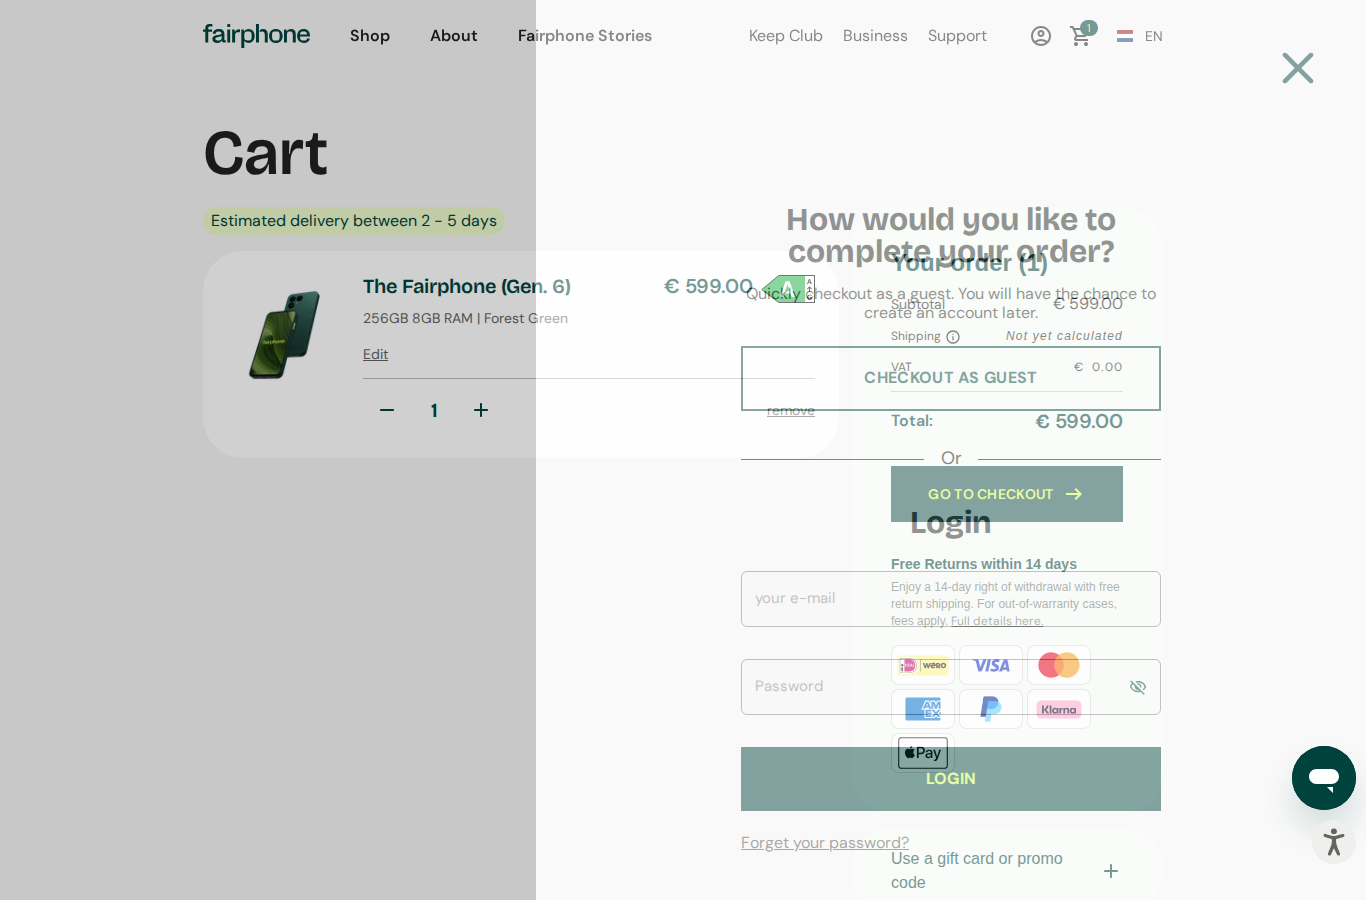 fairphone
Shop
About
Fairphone Stories
Keep Club
Business
Support
1
EN
Cart
Estimated delivery between 2 - 5 days
The Fairphone (Gen. 6)
€ 599.00
A
A
G
256GB 8GB RAM | Forest Green
Edit
1
remove
How would you like to
complete your order?
Quickly checkout as a guest. You will have the chance to
create an account later.
CHECKOUT AS GUEST
Or
Login
your e-mail
Password
LOGIN
Forget your password?
Your order (1)
Subtotal
€ 599.00
Shipping
Not yet calculated
VAT
€ 0.00
Total:
€ 599.00
GO TO CHECKOUT
Free Returns within 14 days
Enjoy a 14-day right of withdrawal with free
return shipping. For out-of-warranty cases,
fees apply. Full details here.
WERO
VISA
AM
EX
Klarna
Pay
Use a gift card or promo
code